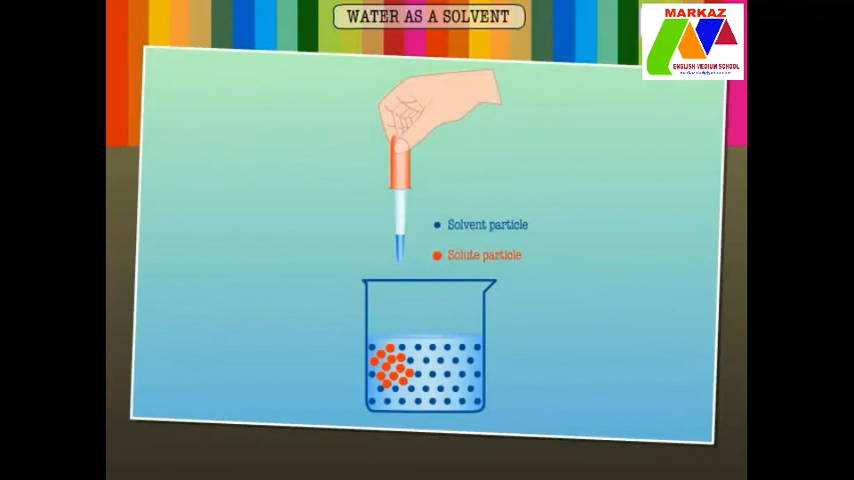 WATER AS A SOLVENT
MARKAZ
ENGLISH MEDIUM SCHOOL
Solvent particle
Solute particle